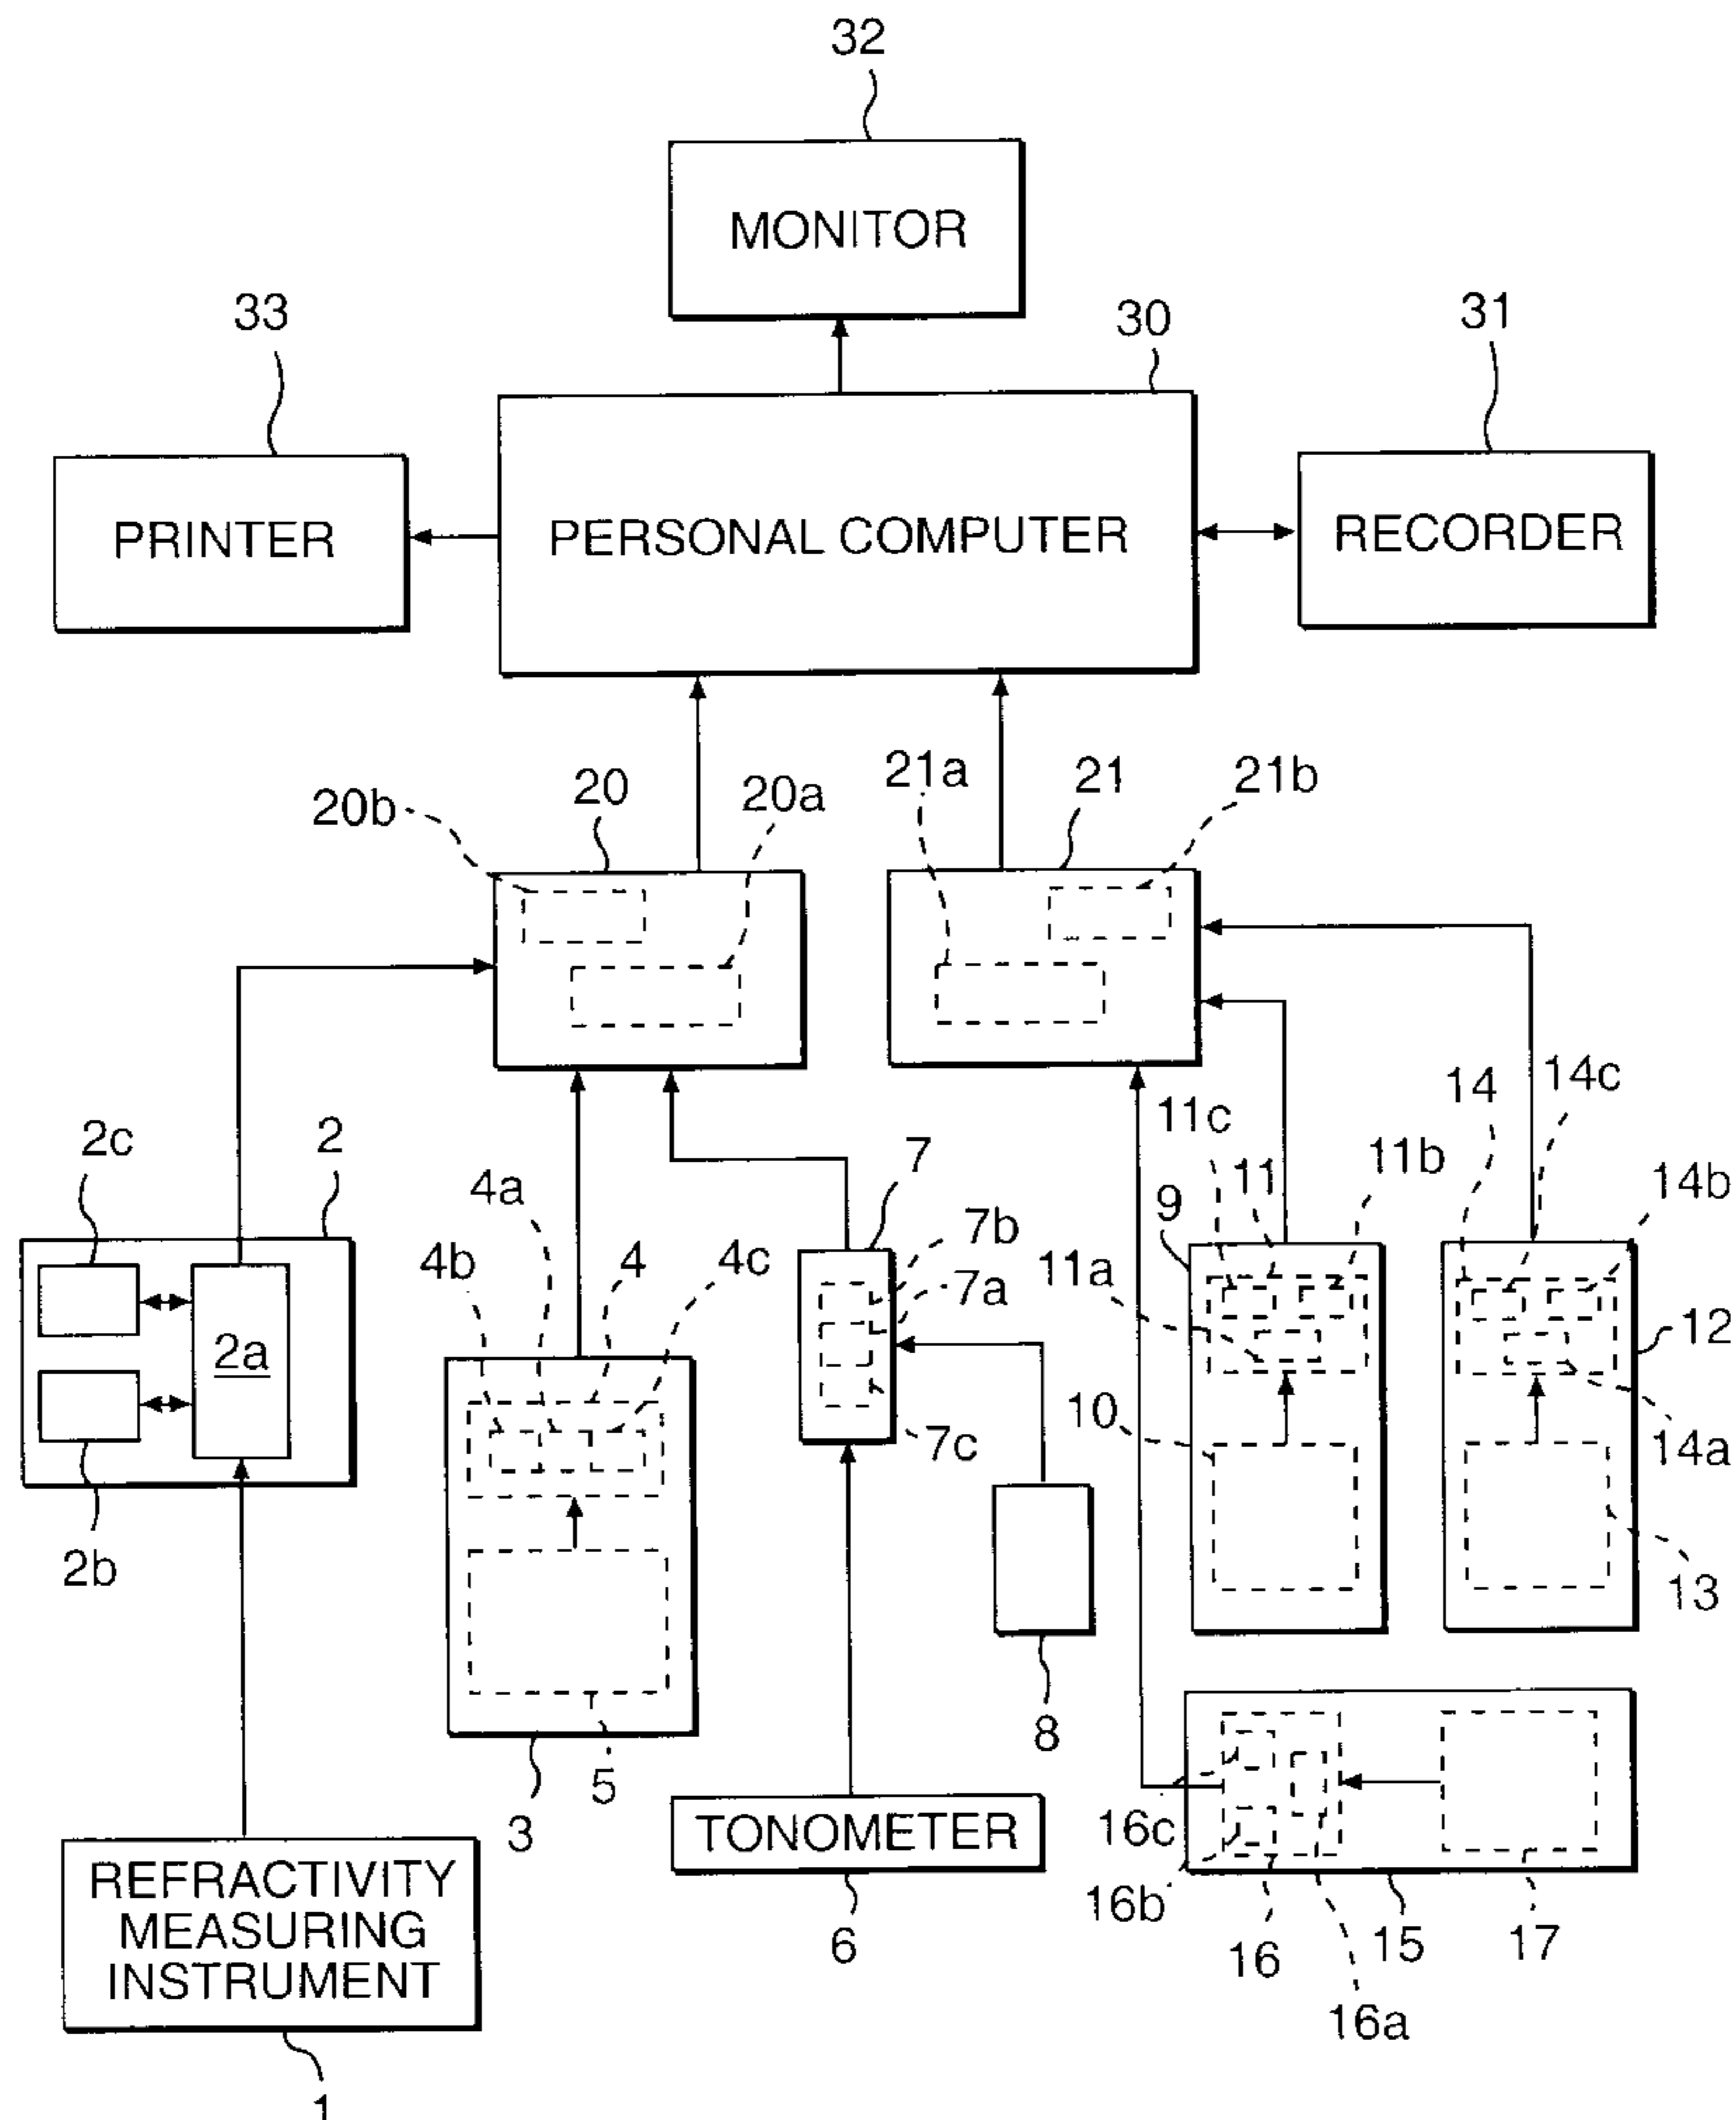 32
MONITOR
33
30
31
PRINTER
PERSONAL COMPUTER
RECORDER
20b
20
20a
21a
21
21b
2c
2
4a
4b
4
4c
7
7b
7a
7c
11c
11
11b
9
11a
10
14
14c
14b
12
14a
13
2a
2b
3
5
8
TONOMETER
6
16c
16b
16
16a
15
17
REFRACTIVITY
MEASURING
INSTRUMENT
1